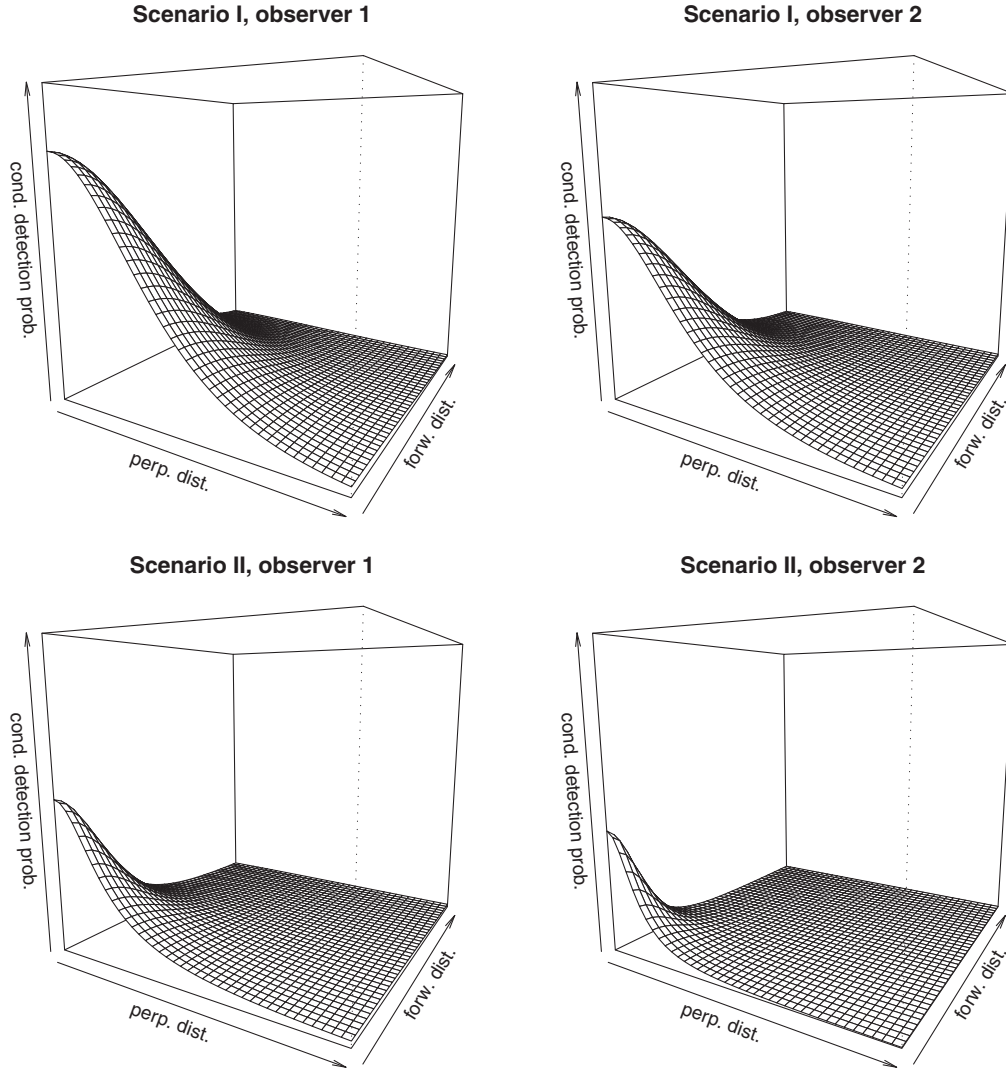 Scenario I, observer 1
cond. detection prob.
perp. dist.
forw. dist.
Scenario I, observer 2
cond. detection prob.
perp. dist.
forw. dist.
Scenario II, observer 1
cond. detection prob.
perp. dist.
forw. dist.
Scenario II, observer 2
cond. detection prob.
perp. dist.
forw. dist.